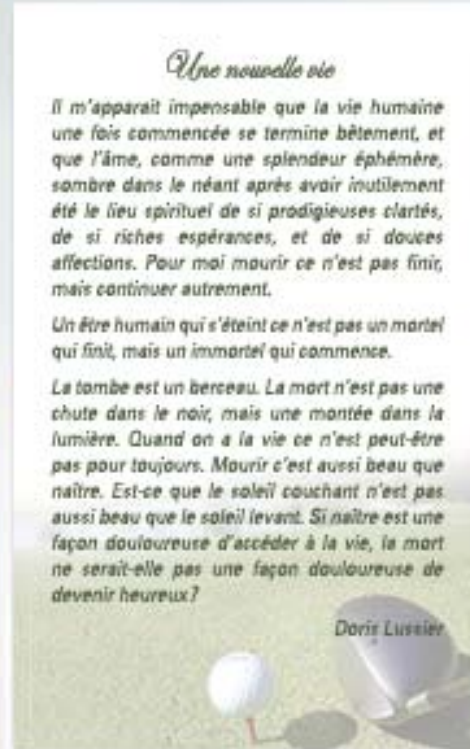 Une nouvelle vie
Il m'apparait impensable que la vie humaine
une fois commencée se termine bêtement, et
que l'âme, comme une splendeur éphémère,
sombre dans le néant après avoir inutilement
été le lieu spirituel de si prodigieuses clartés,
de si riches espérances, et de si douces
affections. Pour moi mourir ce n'est pas finir,
mais continuer autrement.
Un être humain qui s'éteint ce n'est pas un mortel
qui finit, mais un immortel qui commence.
La tombe est un berceau. La mort n'est pas une
chute dans le noir, mais une montée dans la
lumière. Quand on a la vie ce n'est peut-être
pas pour toujours. Mourir c'est aussi beau que
naître. Est-ce que le soleil couchant n'est pas
aussi beau que le soleil levant. Si naître est une
façon douloureuse d'accéder à la vie, la mort
ne serait-elle pas une façon douloureuse de
devenir heureux?
Doris Lussier